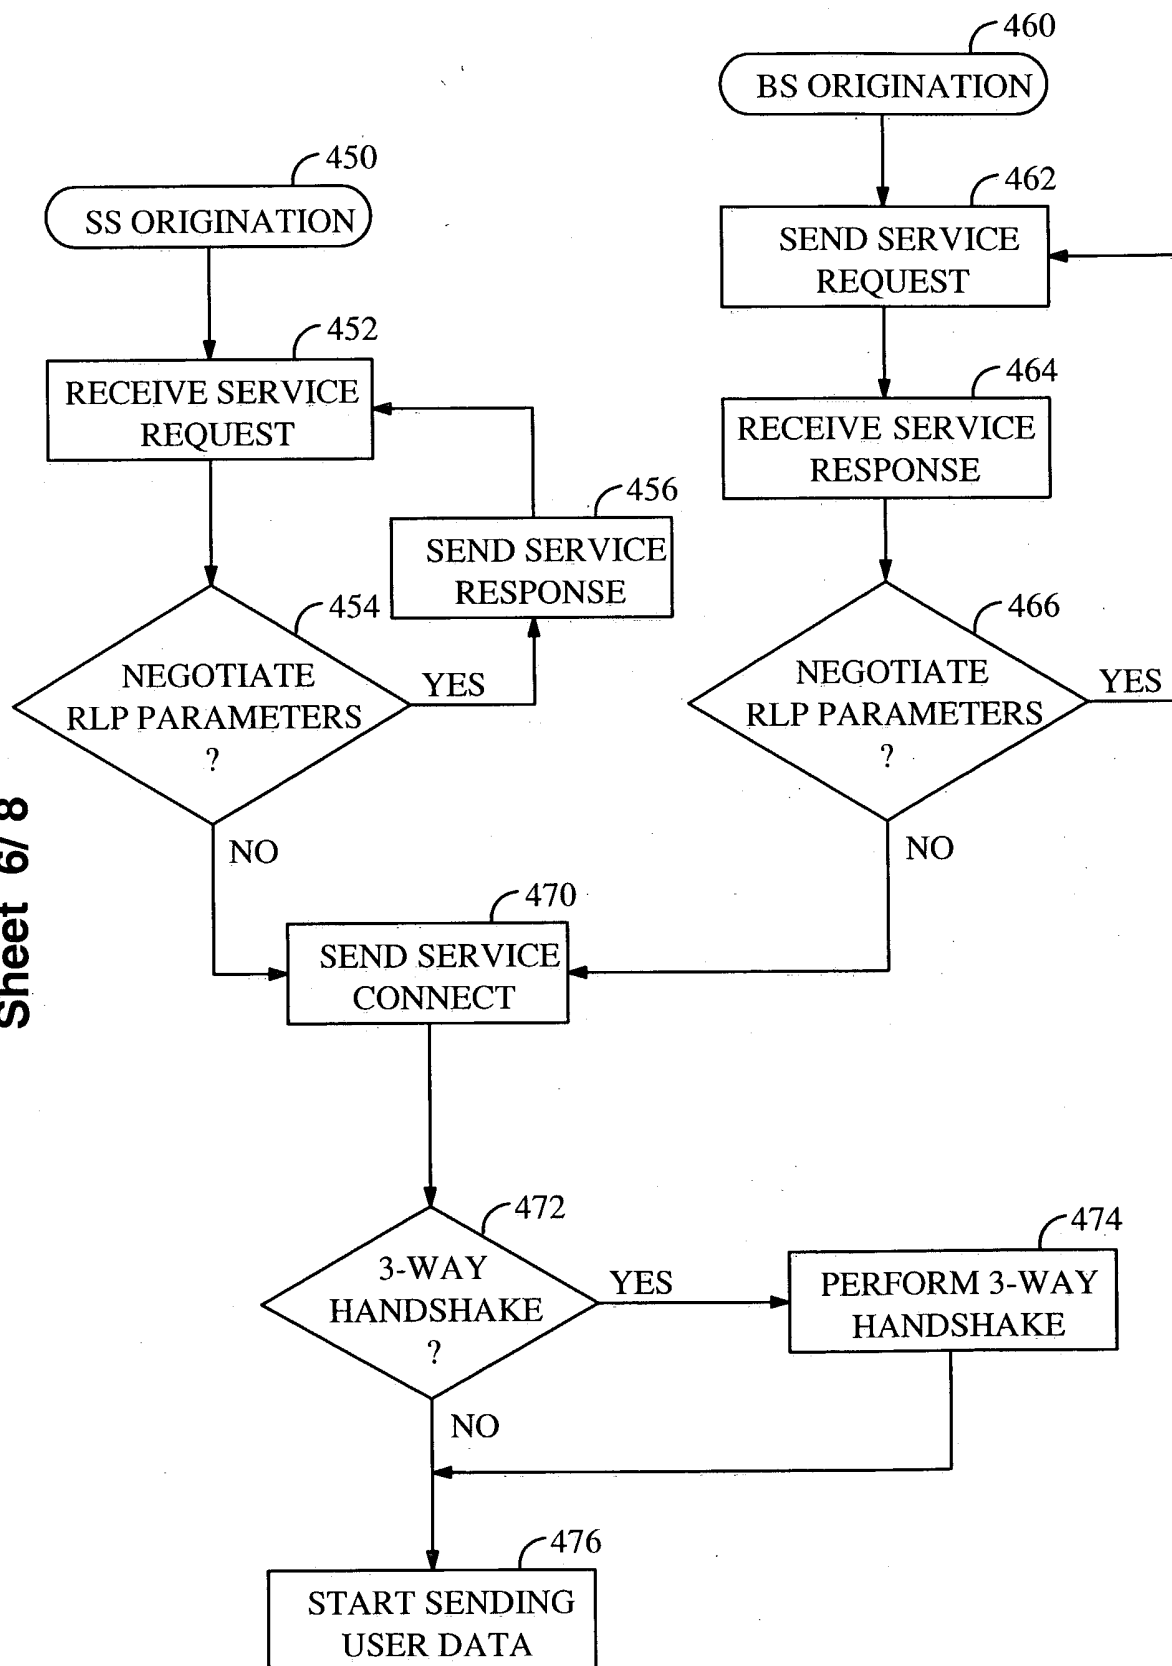 460
BS ORIGINATION
450
SS ORIGINATION
462
SEND SERVICE
REQUEST
452
RECEIVE SERVICE
REQUEST
464
RECEIVE SERVICE
RESPONSE
456
SEND SERVICE
RESPONSE
454
NEGOTIATE
RLP PARAMETERS
?
YES
NO
466
NEGOTIATE
RLP PARAMETERS
?
YES
NO
Sheet 6/ 8
470
SEND SERVICE
CONNECT
472
3-WAY
HANDSHAKE
?
YES
NO
474
PERFORM 3-WAY
HANDSHAKE
476
START SENDING
USER DATA